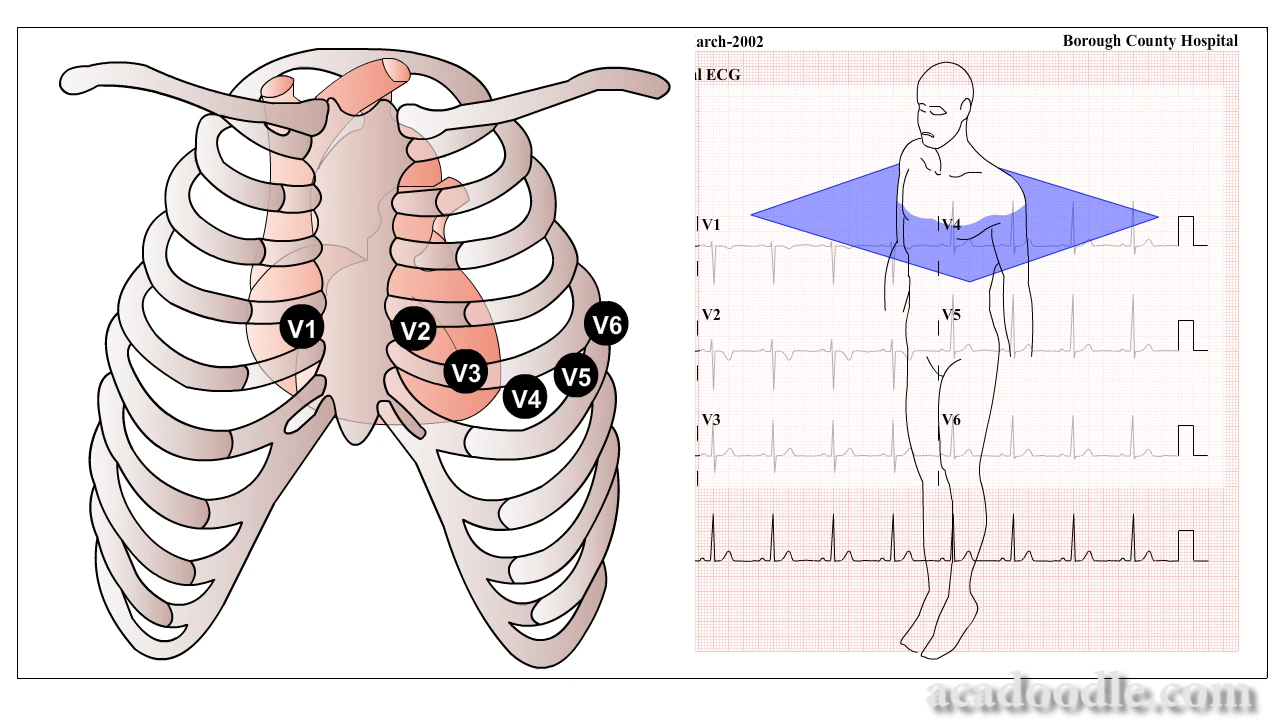 V1
V2
V3
V4
V5
V6
arch-2002
Borough County Hospital
l ECG
V1
V4
V2
V5
V3
V6
acadoodle.com